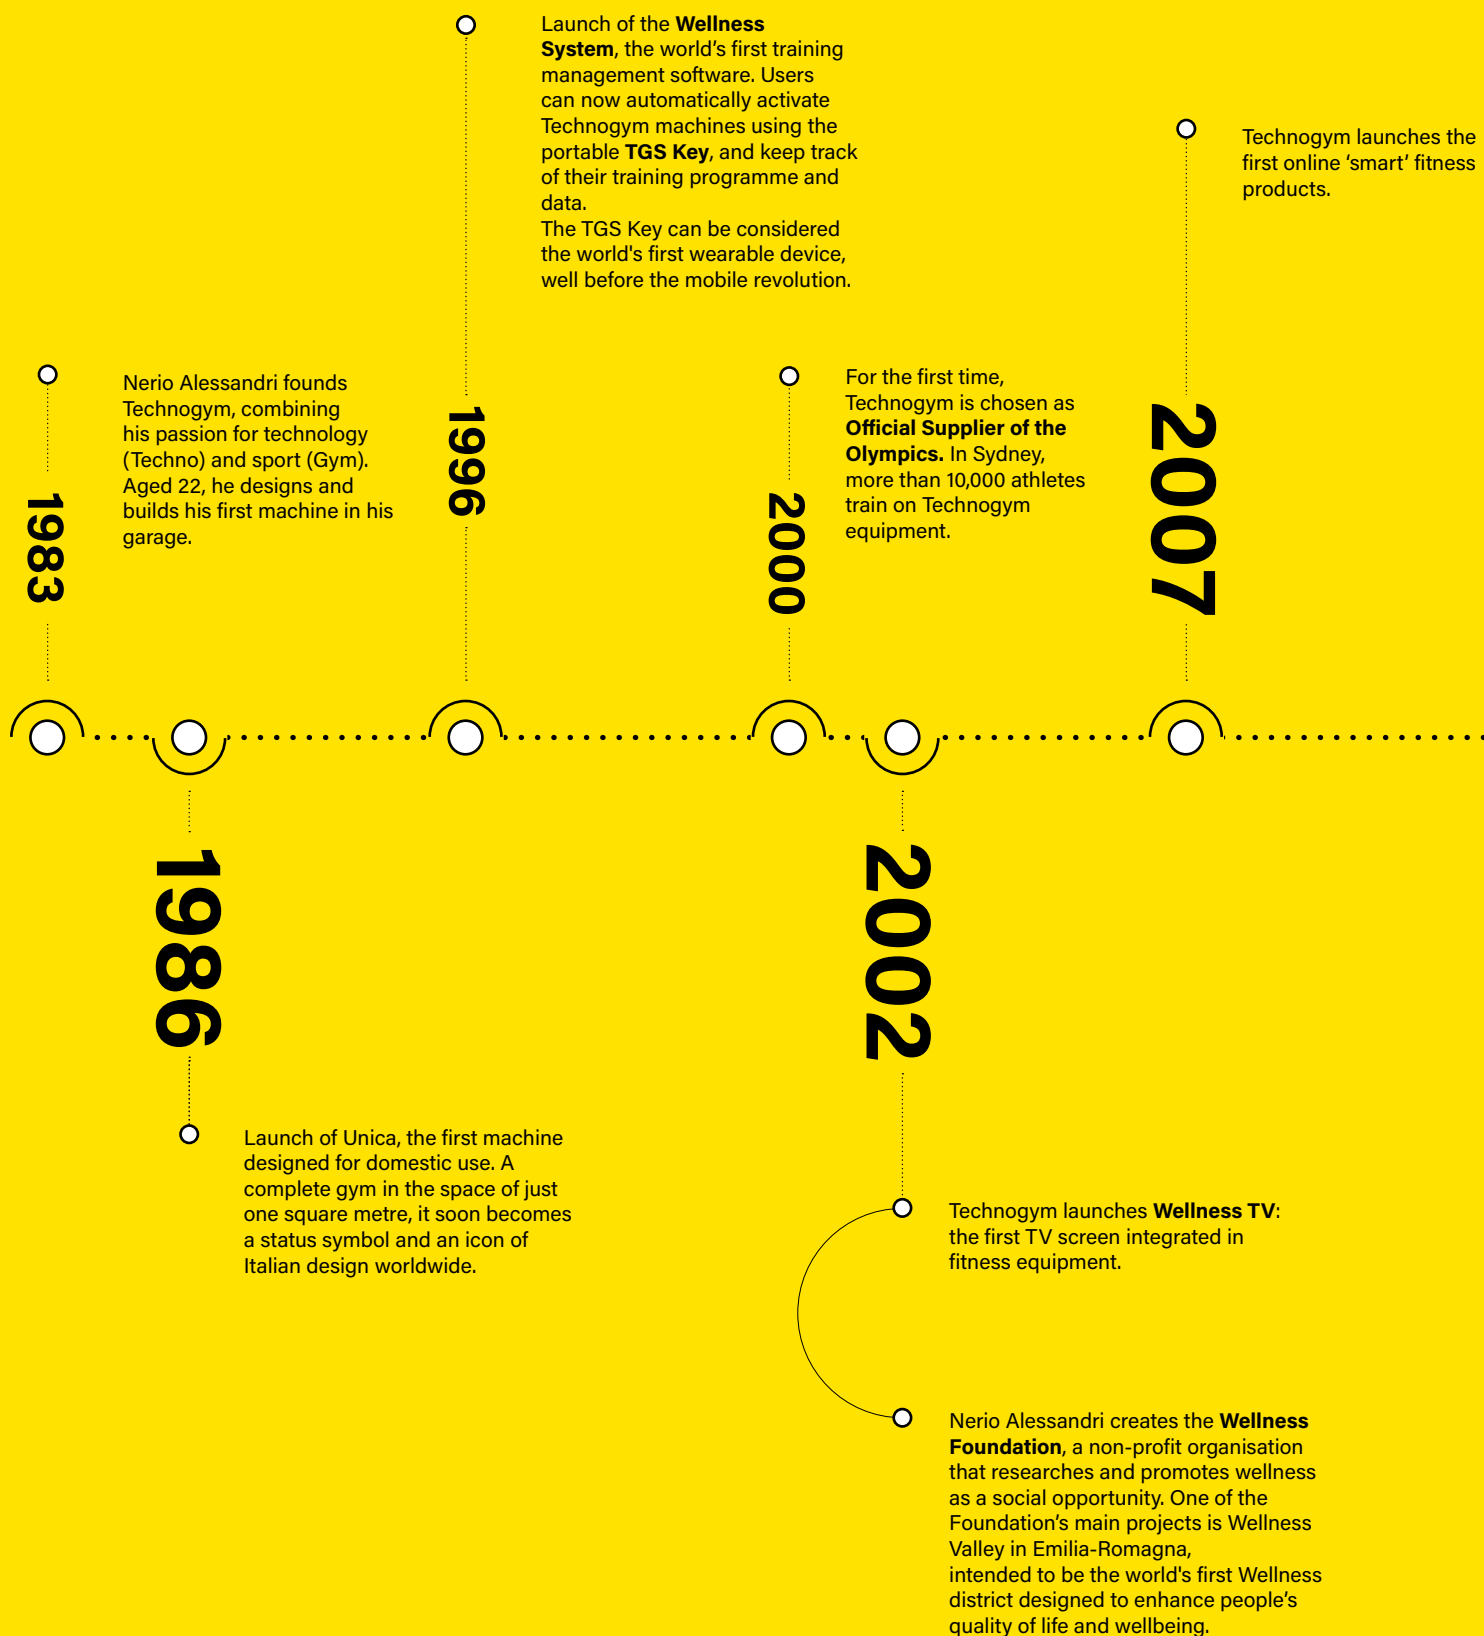 1983
Nerio Alessandri founds
Technogym, combining
his passion for technology
(Techno) and sport (Gym).
Aged 22, he designs and
builds his first machine in his
garage.
1986
Launch of Unica, the first machine
designed for domestic use. A
complete gym in the space of just
one square metre, it soon becomes
a status symbol and an icon of
Italian design worldwide.
1996
Launch of the Wellness
System, the world’s first training
management software. Users
can now automatically activate
Technogym machines using the
portable TGS Key, and keep track
of their training programme and
data.
The TGS Key can be considered
the world's first wearable device,
well before the mobile revolution.
2000
For the first time,
Technogym is chosen as
Official Supplier of the
Olympics. In Sydney,
more than 10,000 athletes
train on Technogym
equipment.
2002
Technogym launches Wellness TV:
the first TV screen integrated in
fitness equipment.
Nerio Alessandri creates the Wellness
Foundation, a non-profit organisation
that researches and promotes wellness
as a social opportunity. One of the
Foundation’s main projects is Wellness
Valley in Emilia-Romagna,
intended to be the world's first Wellness
district designed to enhance people’s
quality of life and wellbeing.
2007
Technogym launches the
first online ‘smart’ fitness
products.